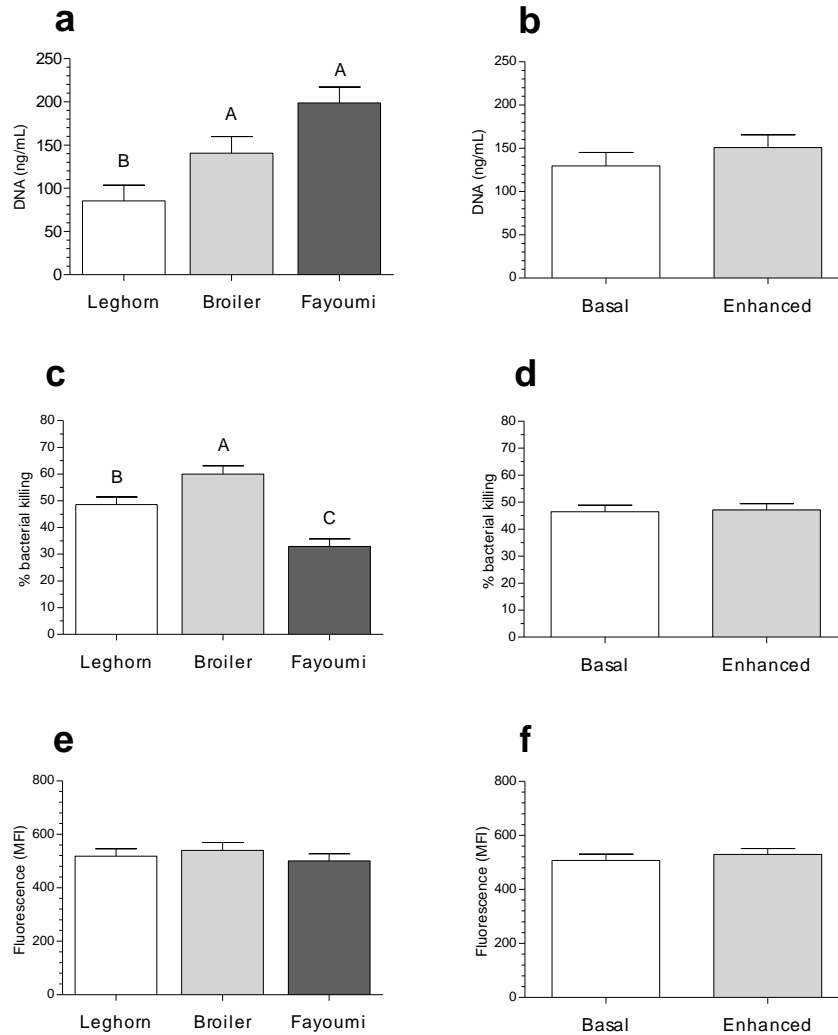 a
250
200
150
100
50
0
DNA (ng/mL)
B
A
A
Leghorn Broiler Fayoumi
b
250
200
150
100
50
0
DNA (ng/mL)
Basal Enhanced
c
80
70
60
50
40
30
20
10
0
% bacterial killing
B
A
C
Leghorn Broiler Fayoumi
d
80
70
60
50
40
30
20
10
0
% bacterial killing
Basal Enhanced
e
800
600
400
200
0
Fluorescence (MFI)
Leghorn Broiler Fayoumi
f
800
600
400
200
0
Fluorescence (MFI)
Basal Enhanced